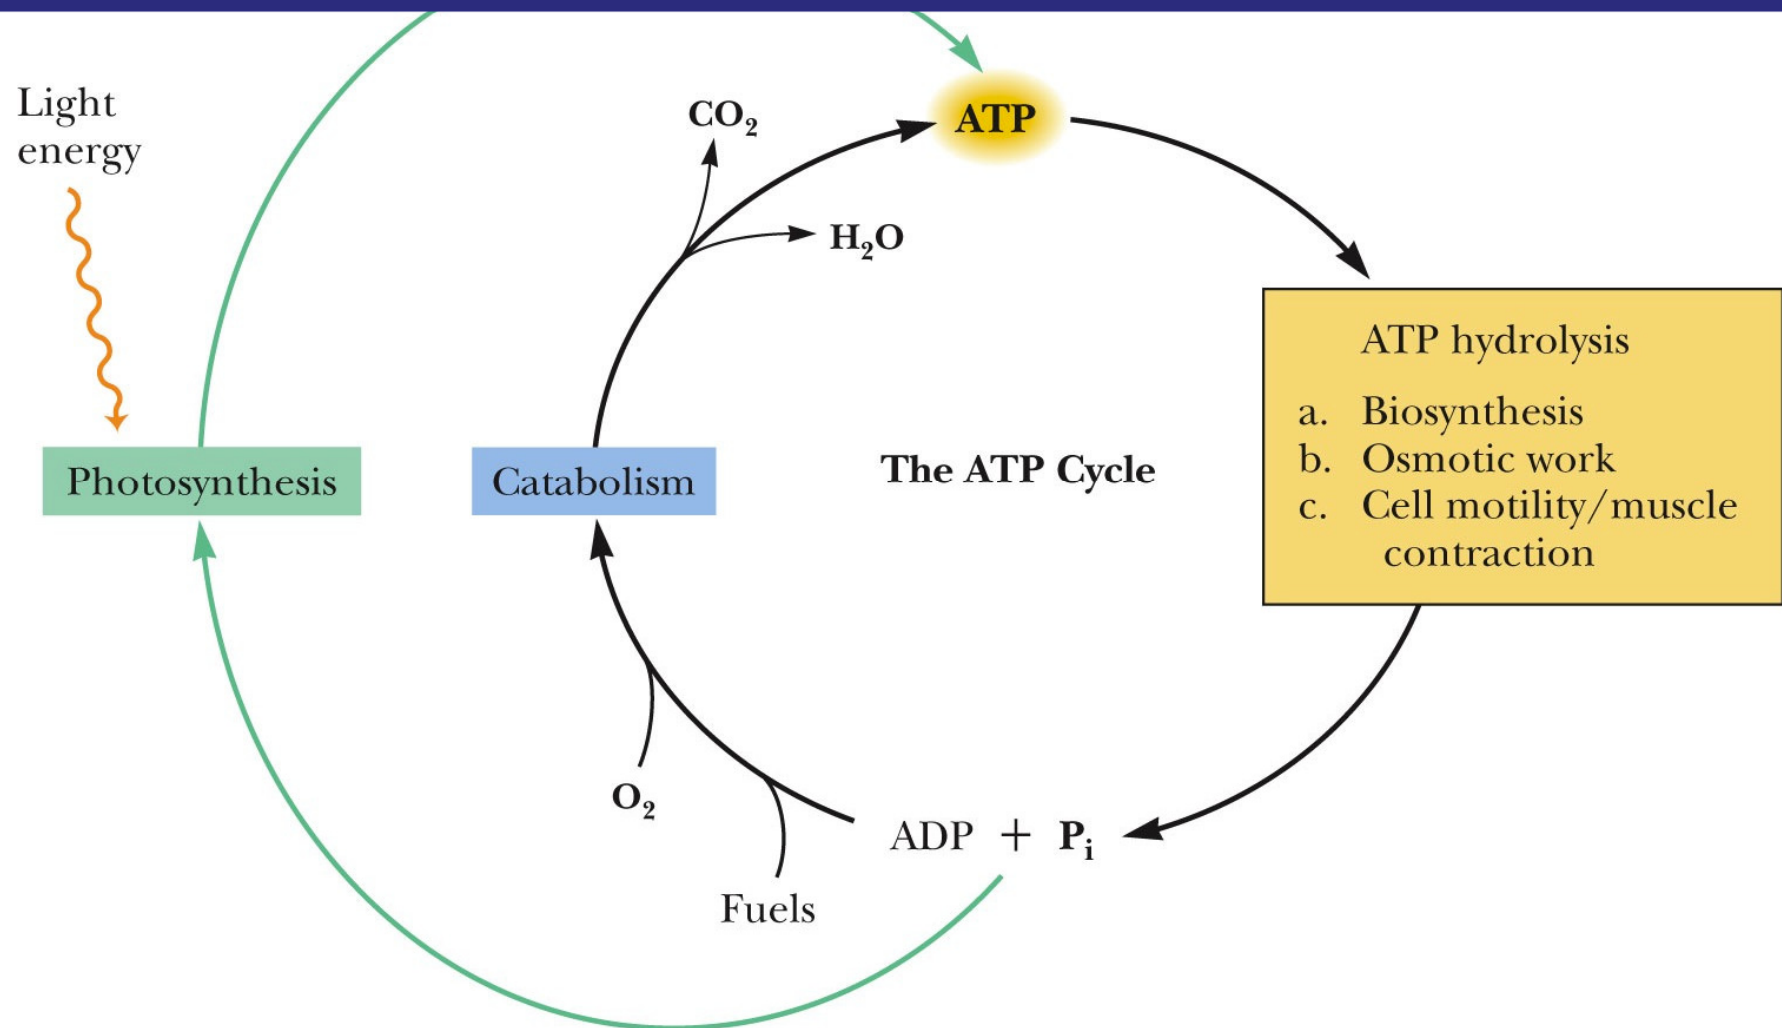 Light
energy
CO₂
ATP
H₂O
ATP hydrolysis
a. Biosynthesis
b. Osmotic work
c. Cell motility/muscle
contraction
Photosynthesis
Catabolism
The ATP Cycle
O₂
ADP + Pᵢ
Fuels